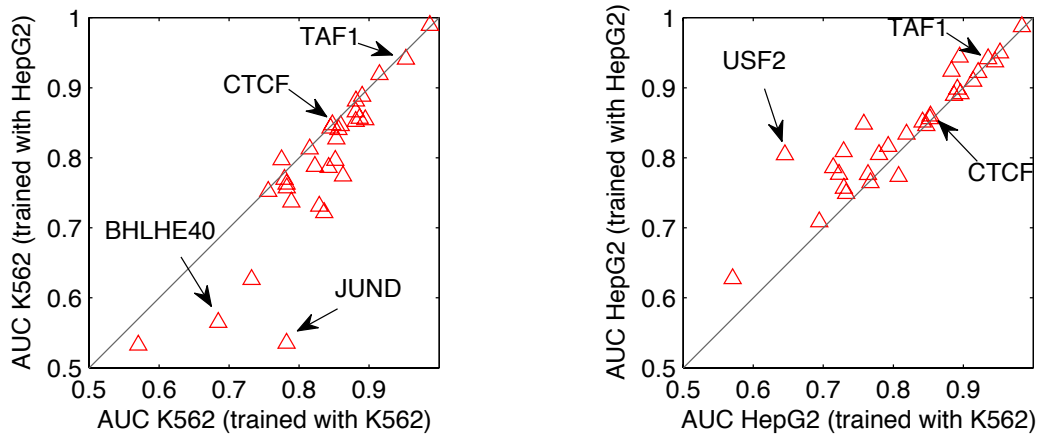 AUC K562 (trained with HepG2)
1
0.9
0.8
0.7
0.6
0.5
TAF1
CTCF
BHLHE40
JUND
0.5 0.6 0.7 0.8 0.9
AUC K562 (trained with K562)
AUC HepG2 (trained with HepG2)
1
0.9
0.8
0.7
0.6
0.5
TAF1
USF2
CTCF
0.5 0.6 0.7 0.8 0.9
AUC HepG2 (trained with K562)